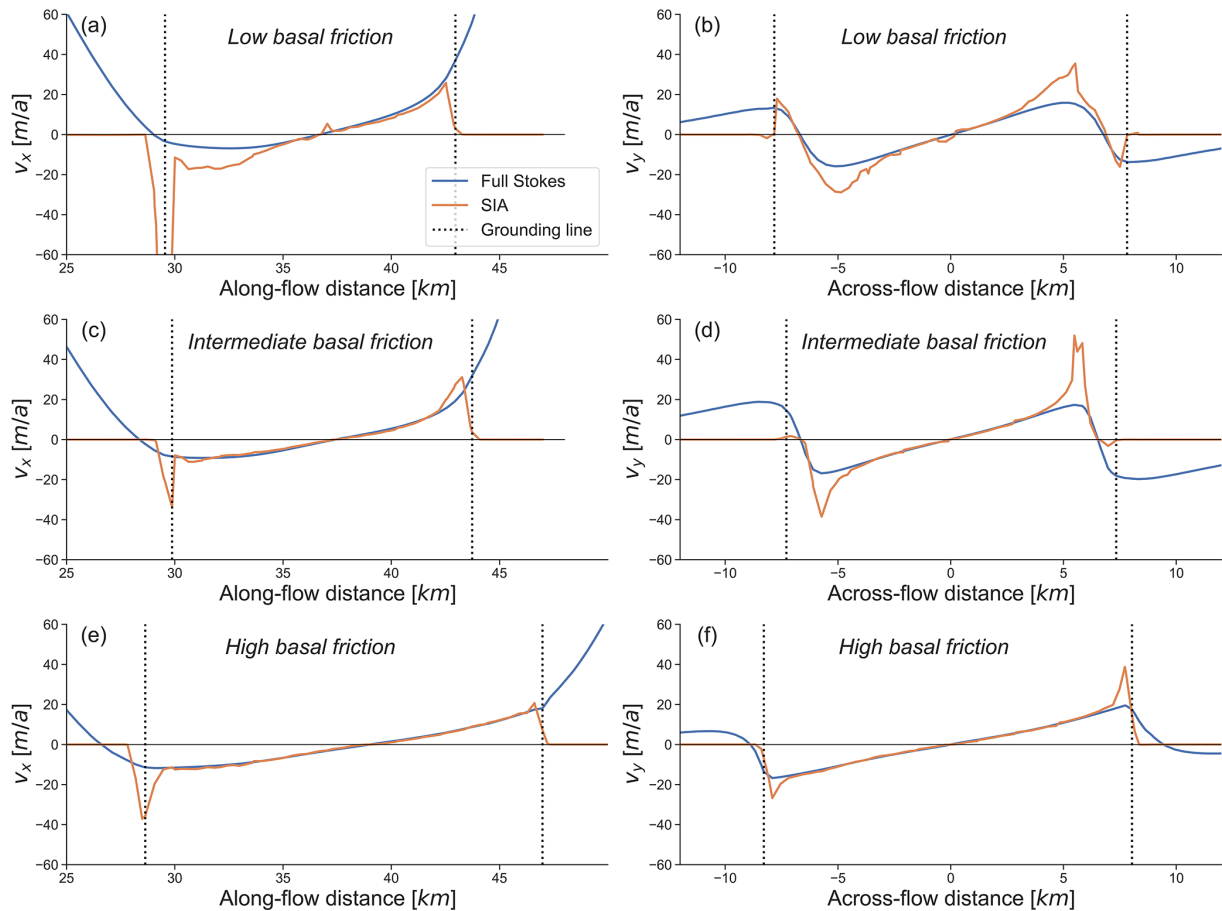 (a)
Low basal friction
60
40
20
0
−20
−40
−60
v_x [m/a]
25
30
35
40
45
Along-flow distance [km]
Full Stokes
SIA
Grounding line
(b)
Low basal friction
60
40
20
0
−20
−40
−60
v_y [m/a]
−10
−5
0
5
10
Across-flow distance [km]
(c)
Intermediate basal friction
60
40
20
0
−20
−40
−60
v_x [m/a]
25
30
35
40
45
Along-flow distance [km]
(d)
Intermediate basal friction
60
40
20
0
−20
−40
−60
v_y [m/a]
−10
−5
0
5
10
Across-flow distance [km]
(e)
High basal friction
60
40
20
0
−20
−40
−60
v_x [m/a]
25
30
35
40
45
Along-flow distance [km]
(f)
High basal friction
60
40
20
0
−20
−40
−60
v_y [m/a]
−10
−5
0
5
10
Across-flow distance [km]